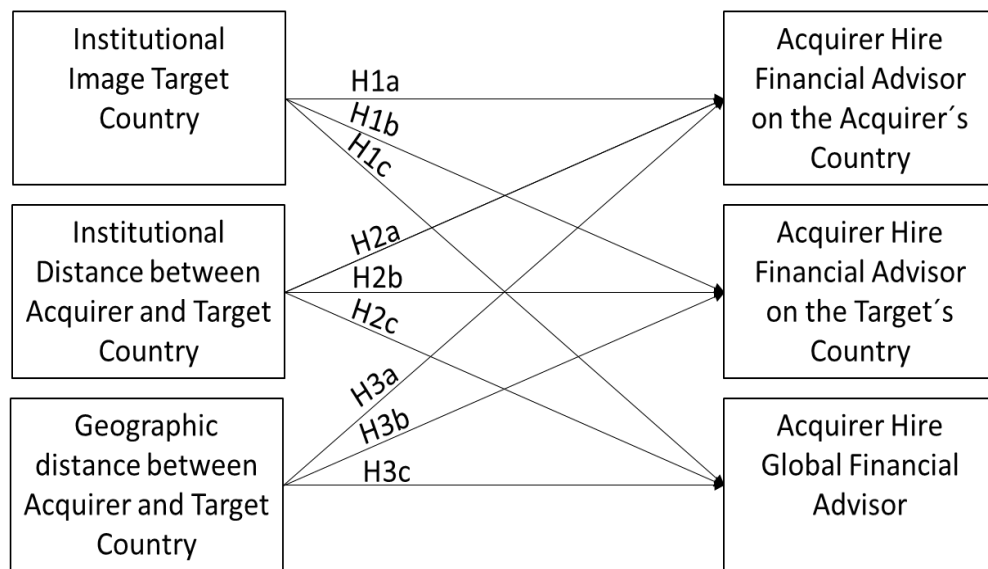 Institutional
Image Target
Country
Acquirer Hire
Financial Advisor
on the Acquirer´s
Country
H1a
H1b
H1c
Institutional
Distance between
Acquirer and Target
Country
Acquirer Hire
Financial Advisor
on the Target´s
Country
H2a
H2b
H2c
Geographic
distance between
Acquirer and Target
Country
Acquirer Hire
Global Financial
Advisor
H3a
H3b
H3c